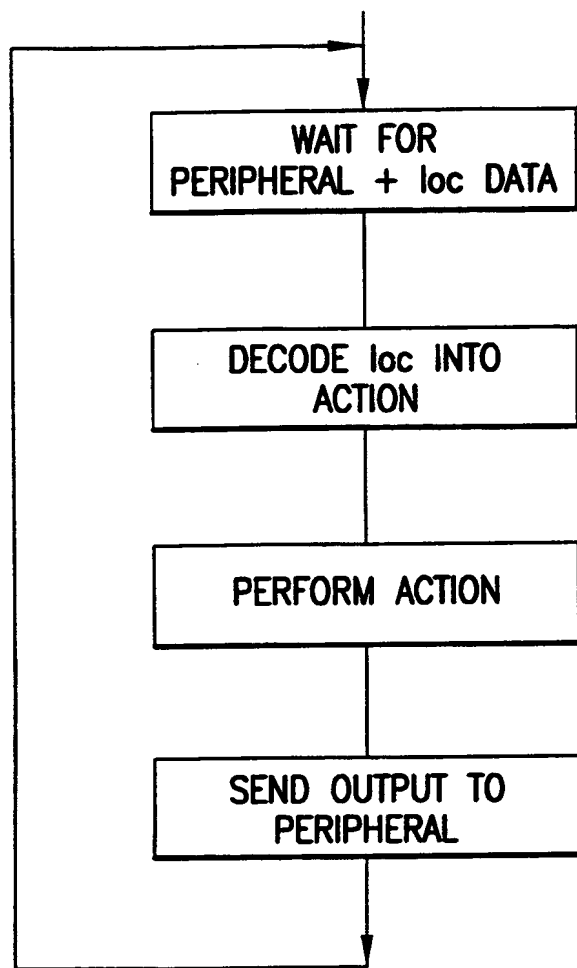 WAIT FOR
PERIPHERAL + loc DATA
DECODE loc INTO
ACTION
PERFORM ACTION
SEND OUTPUT TO
PERIPHERAL